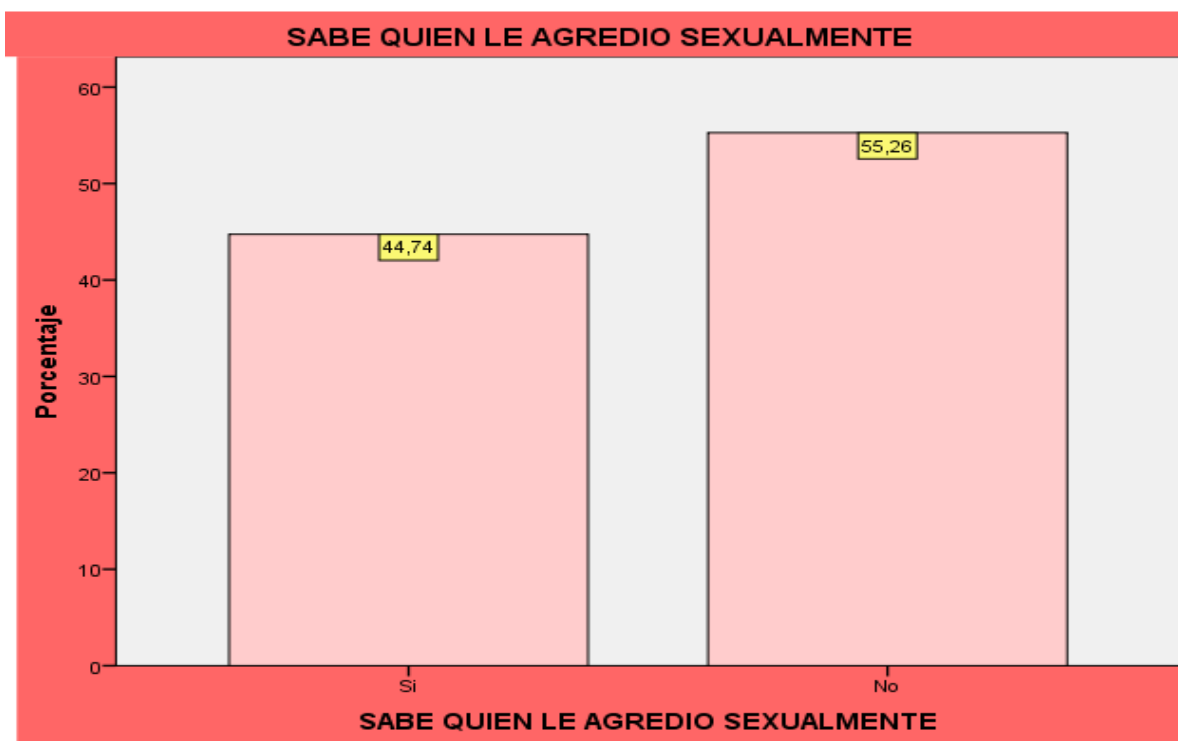 SABE QUIEN LE AGREDIO SEXUALMENTE
60
50
40
30
20
10
0
Porcentaje
44,74
55,26
Si
No
SABE QUIEN LE AGREDIO SEXUALMENTE